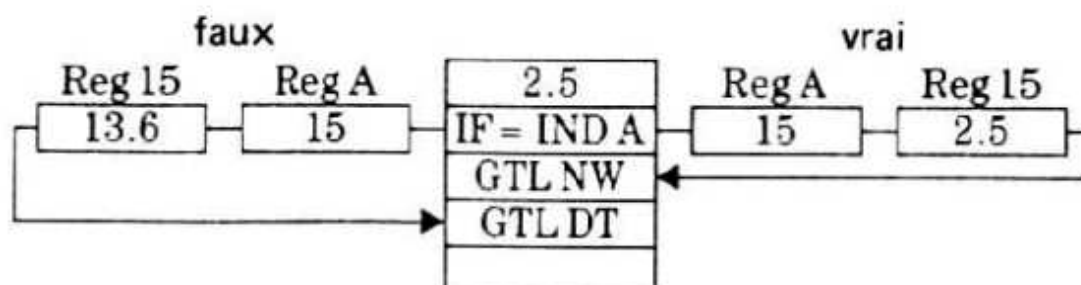 faux
vrai
Reg 15
Reg A
2.5
Reg A
Reg 15
13.6
15
IF = IND A
15
2.5
GTL NW
GTL DT